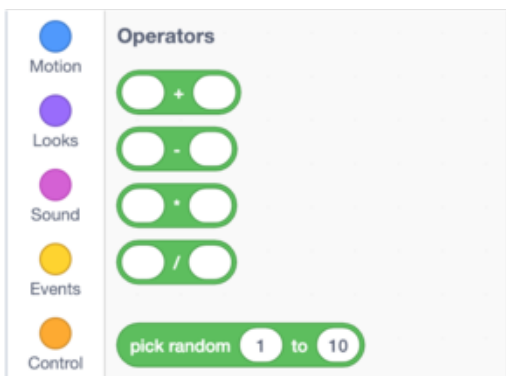 Motion
Looks
Sound
Events
Control
Operators
+
-
*
/
pick random 1 to 10